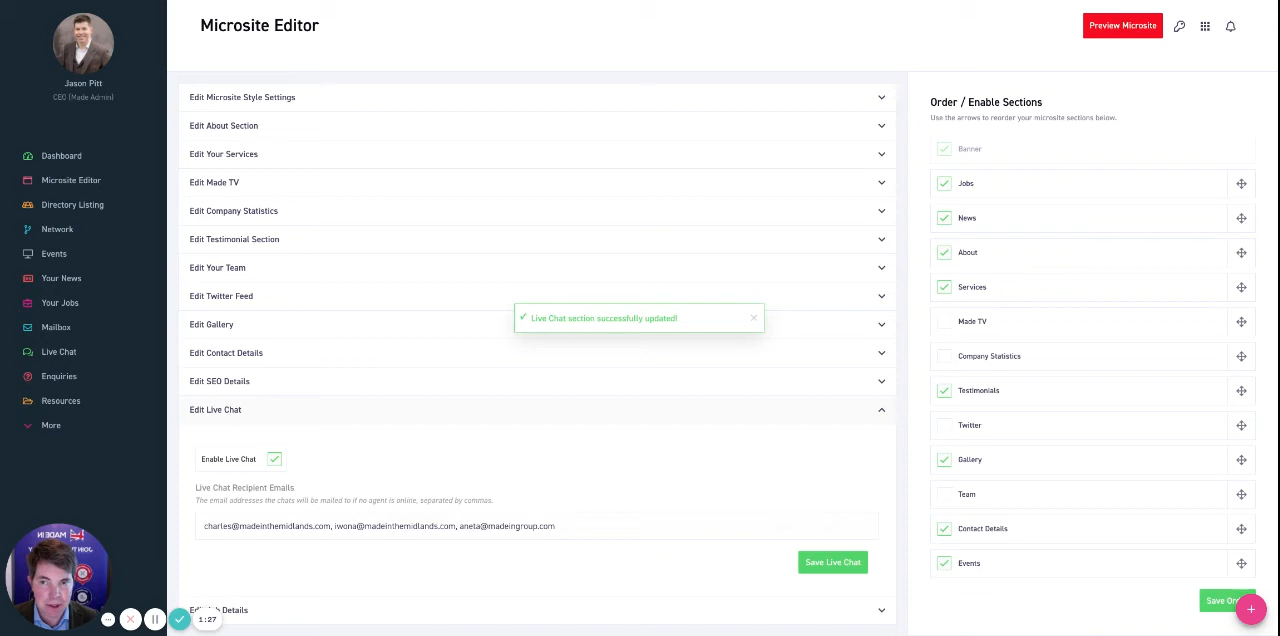 Microsite Editor
Preview Microsite
Jason Pitt
CEO (Made Admin)
Dashboard
Microsite Editor
Directory Listing
Network
Events
Your News
Your Jobs
Mailbox
Live Chat
Enquiries
Resources
More
Edit Microsite Style Settings
Edit About Section
Edit Your Services
Edit Made TV
Edit Company Statistics
Edit Testimonial Section
Edit Your Team
Edit Twitter Feed
Edit Gallery
Edit Contact Details
Edit SEO Details
Edit Live Chat
Live Chat section successfully updated!
Enable Live Chat
Live Chat Recipient Emails
The email addresses the chats will be mailed to if no agent is online, separated by commas.
charles@madeinthemidlands.com, iwona@madeinthemidlands.com, aneta@madeingroup.com
Save Live Chat
Details
Order / Enable Sections
Use the arrows to reorder your microsite sections below.
Banner
Jobs
News
About
Services
Made TV
Company Statistics
Testimonials
Twitter
Gallery
Team
Contact Details
Events
Save
MADE IN
1:27